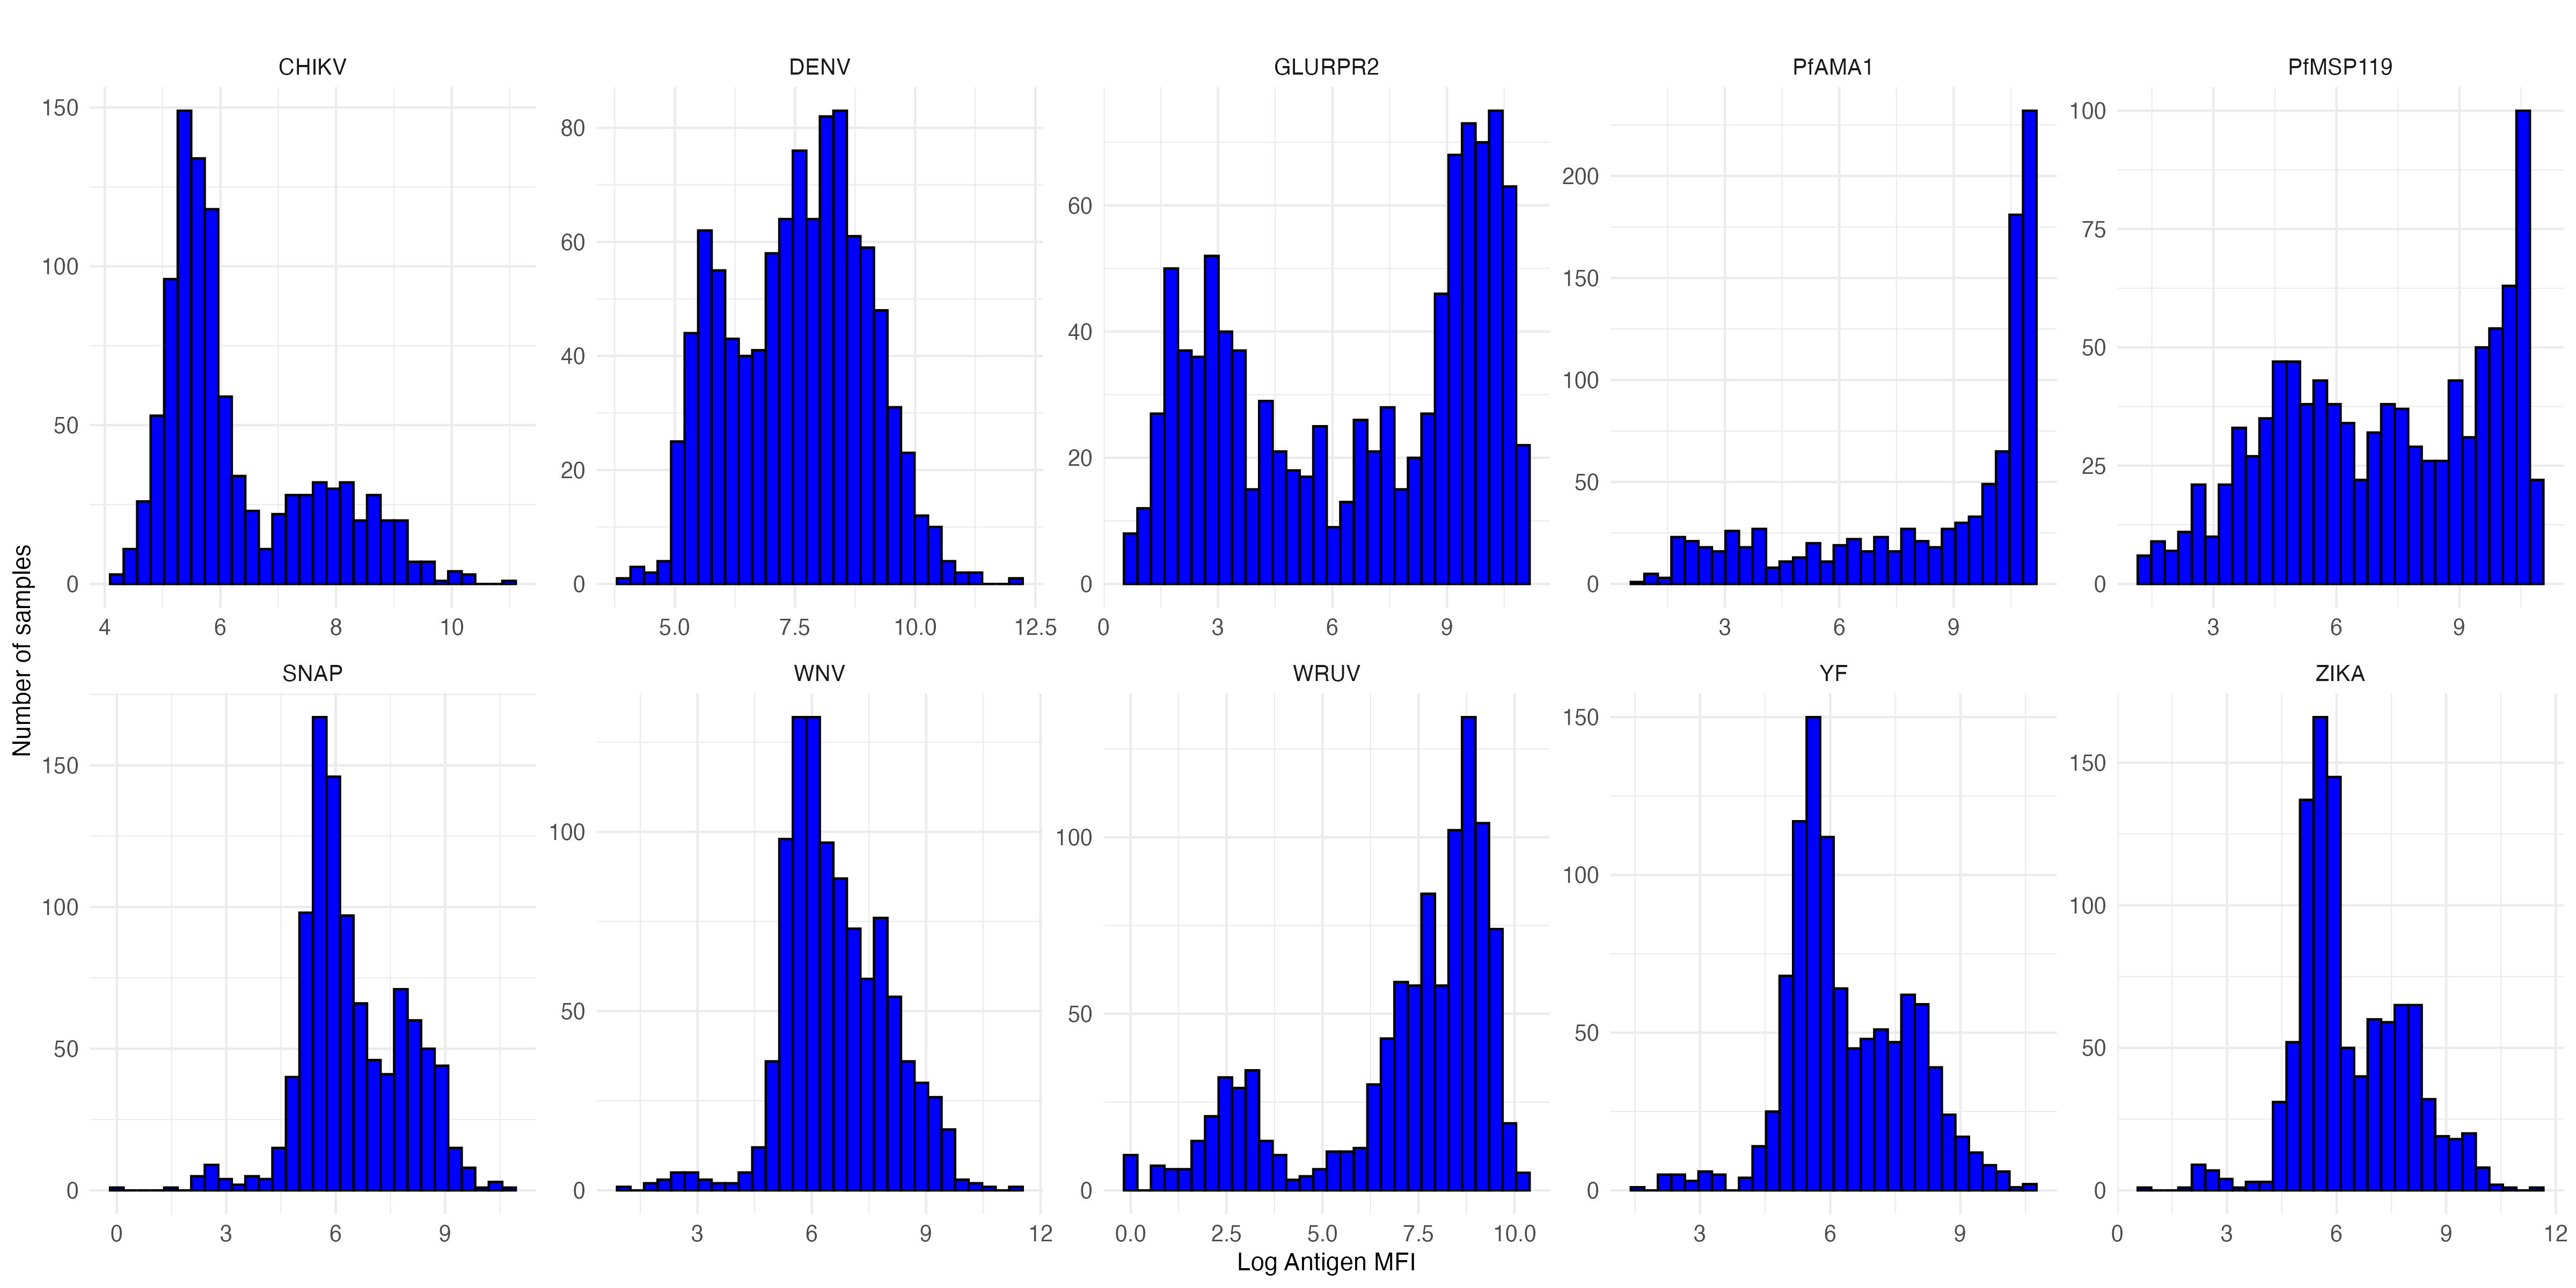 CHIKV DENV GLURPR2 PfAMA1 PfMSP119
150
100
50
0
4 6 8 10
80
60
40
20
0
5.0 7.5 10.0 12.5
60
40
20
0
0 3 6 9
200
150
100
50
0
3 6 9
100
75
50
25
0
3 6 9
Number of samples
SNAP WNV WRUV YF ZIKA
150
100
50
0
0 3 6 9
100
50
0
3 6 9 12
100
50
0
0.0 2.5 5.0 7.5 10.0
150
100
50
0
3 6 9
150
100
50
0
0 3 6 9 12
Log Antigen MFI